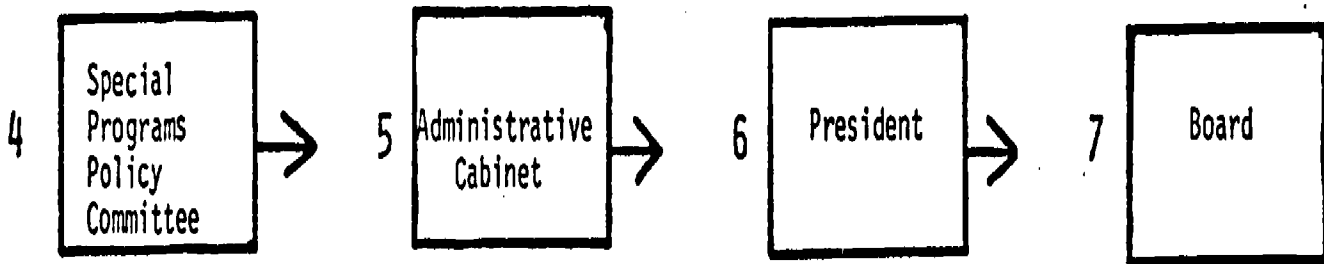 4
Special
Programs
Policy
Committee
5
Administrative
Cabinet
6
President
7
Board